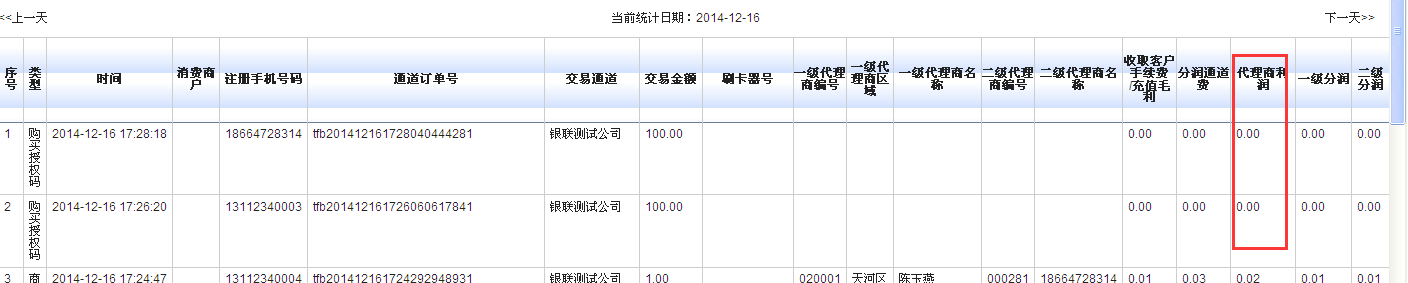 <<上一天 当前统计日期：2014-12-16 下一天>>
序号 类型 时间 消费商户 注册手机号码 通道订单号 交易通道 交易金额 刷卡器号 一级代理商编号 一级代理商区域 一级代理商名称 二级代理商编号 二级代理商名称 收取客户手续费/充值毛利 分润通道费 代理商利润 一级分润 二级分润
1 购买授权码 2014-12-16 17:28:18 18664728314 tfb201412161728040444281 银联测试公司 100.00 0.00 0.00 0.00 0.00 0.00
2 购买授权码 2014-12-16 17:26:20 13112340003 tfb201412161726060617841 银联测试公司 100.00 0.00 0.00 0.00 0.00 0.00
3 商 2014-12-16 17:24:47 13112340004 tfb201412161724292948931 银联测试公司 1.00 020001 天河区 陈玉燕 000281 18664728314 0.01 0.03 0.02 0.01 0.01